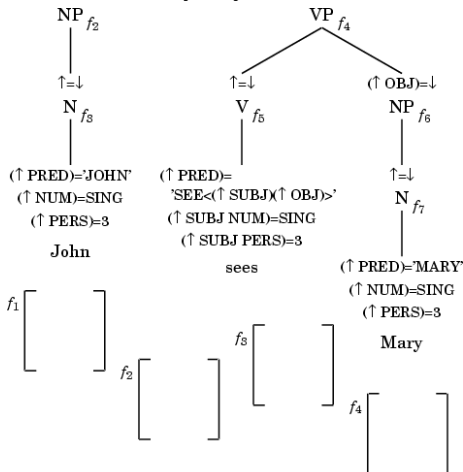 NP f2 VP f4
↑=↓ ↑=↓ (↑ OBJ)=↓
N f3 V f5 NP f6
(↑ PRED)='JOHN' (↑ PRED)= ↑=↓
(↑ NUM)=SING 'SEE<(↑ SUBJ)(↑ OBJ)>' N f7
(↑ PERS)=3 (↑ SUBJ NUM)=SING
John (↑ SUBJ PERS)=3
sees (↑ PRED)='MARY'
(↑ NUM)=SING
(↑ PERS)=3
Mary
f1
f3
f2
f4